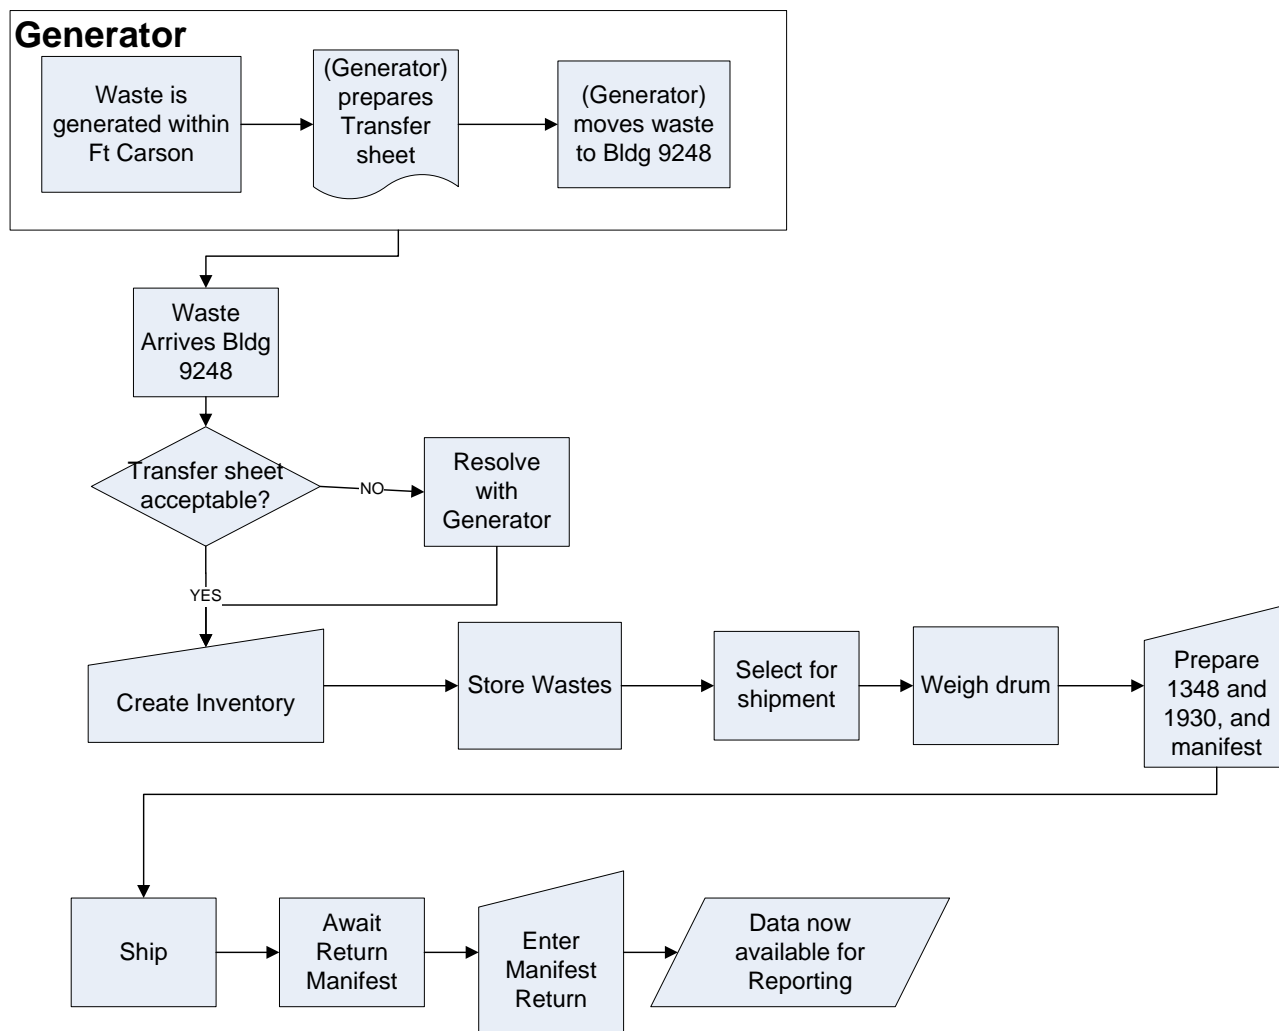 Generator
Waste is
generated within
Ft Carson
(Generator)
prepares
Transfer
sheet
(Generator)
moves waste
to Bldg 9248
Waste
Arrives Bldg
9248
Transfer sheet
acceptable?
NO
Resolve
with
Generator
YES
Create Inventory
Store Wastes
Select for
shipment
Weigh drum
Prepare
1348 and
1930, and
manifest
Ship
Await
Return
Manifest
Enter
Manifest
Return
Data now
available for
Reporting